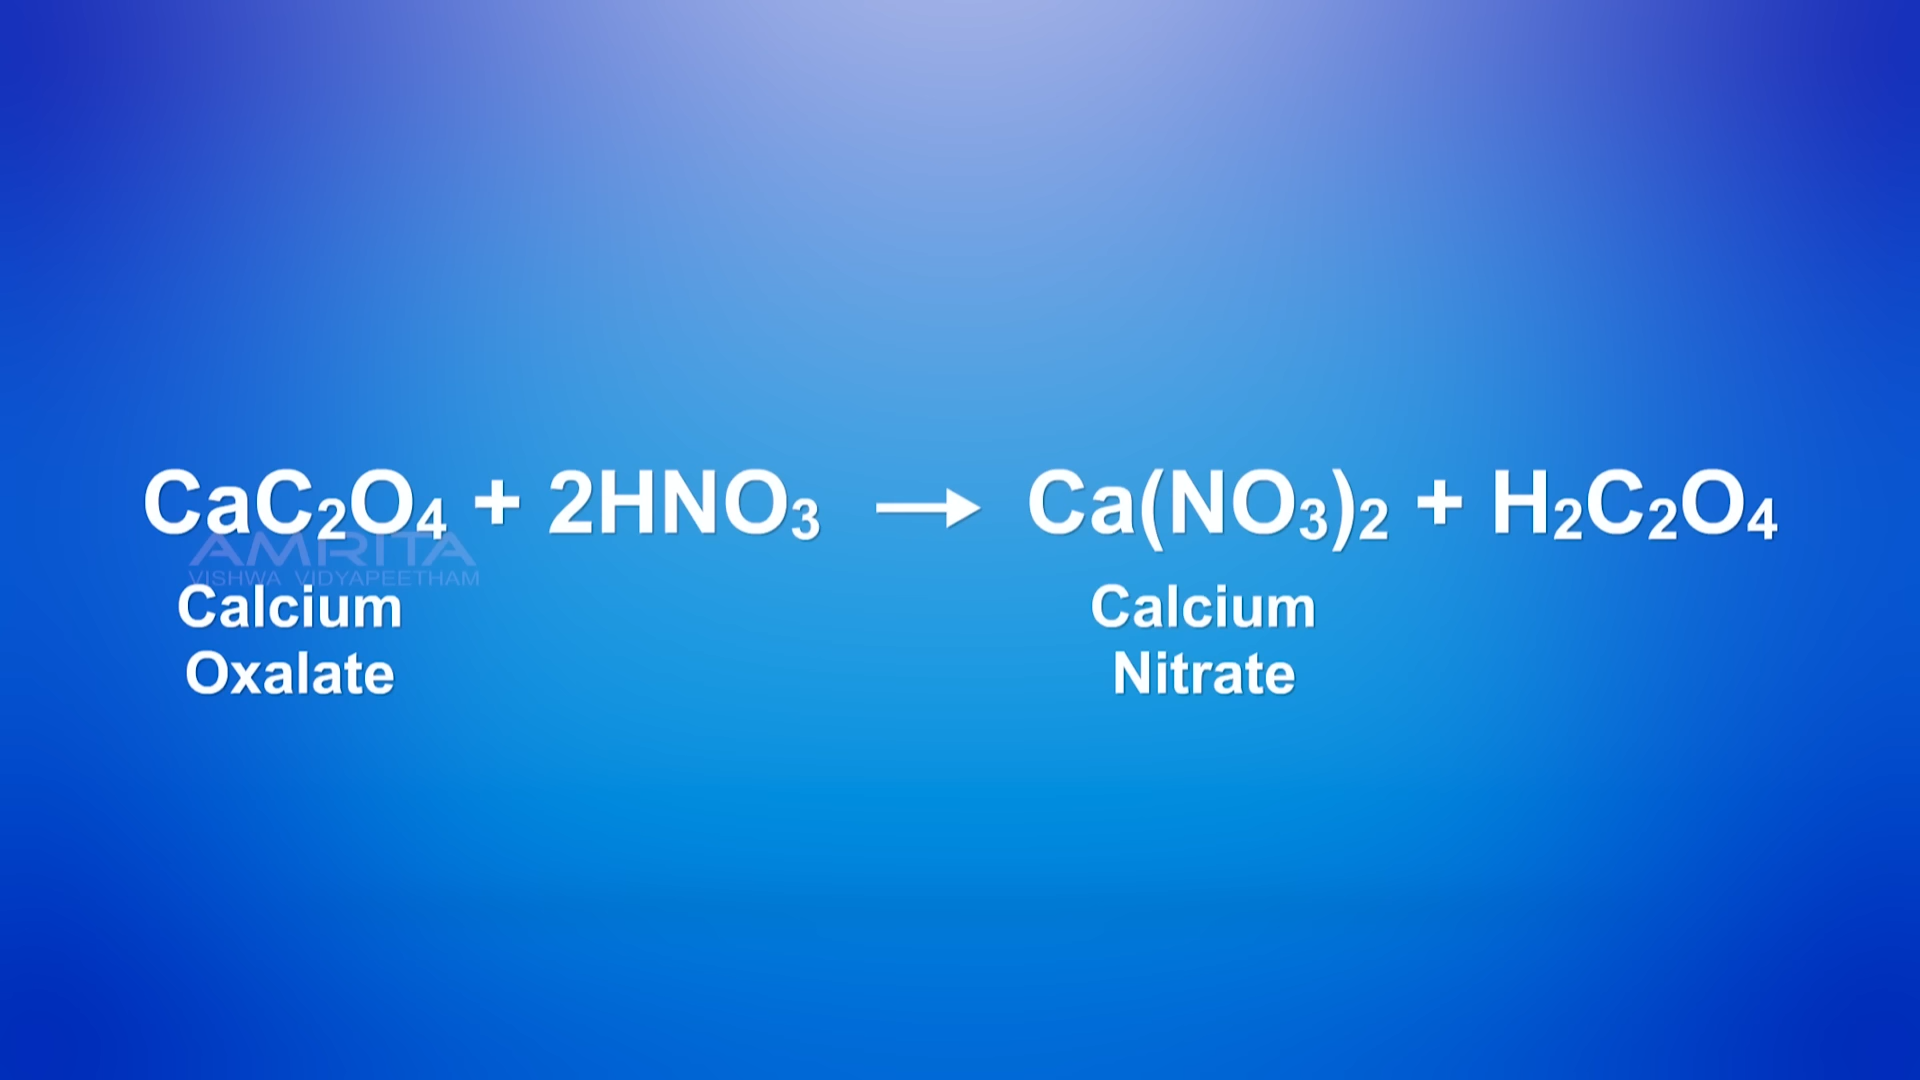 CaC₂O₄ + 2HNO₃ → Ca(NO₃)₂ + H₂C₂O₄
AMRITA
VISHWA VIDYAPEETHAM
Calcium Calcium
Oxalate Nitrate